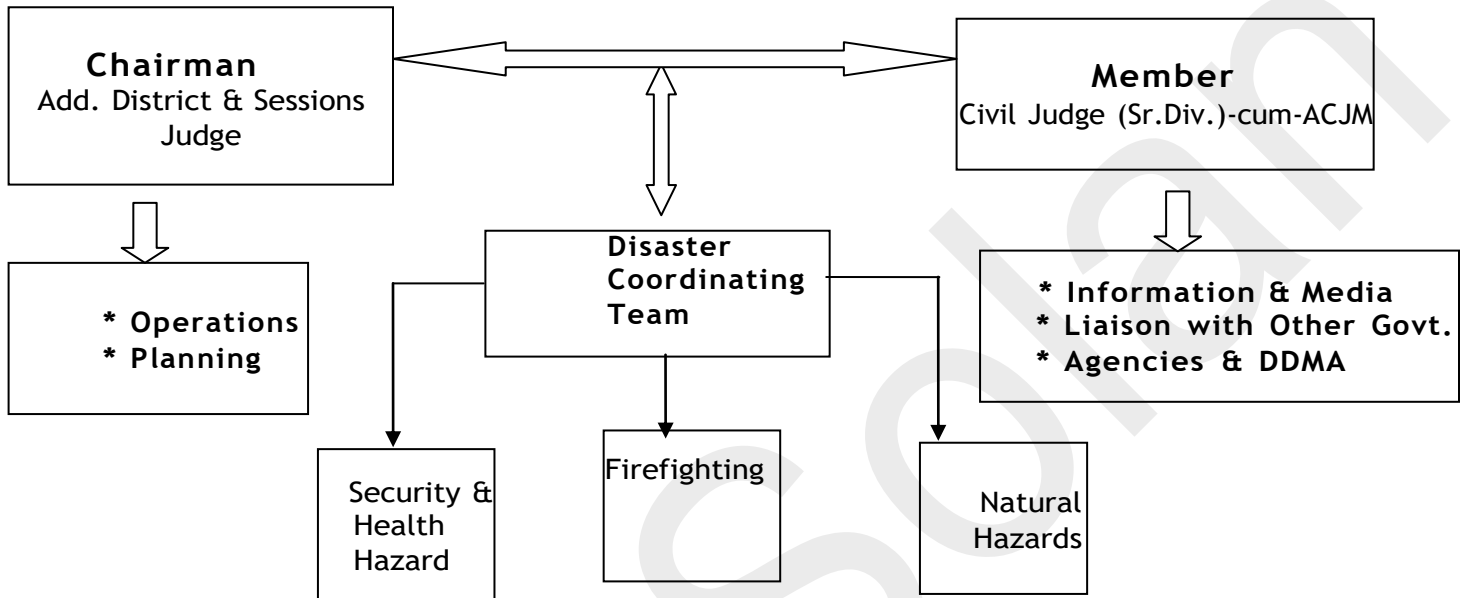 Chairman
Add. District & Sessions
Judge
Member
Civil Judge (Sr.Div.)-cum-ACJM
* Operations
* Planning
Disaster
Coordinating
Team
* Information & Media
* Liaison with Other Govt.
* Agencies & DDMA
Security &
Health
Hazard
Firefighting
Natural
Hazards
Solan